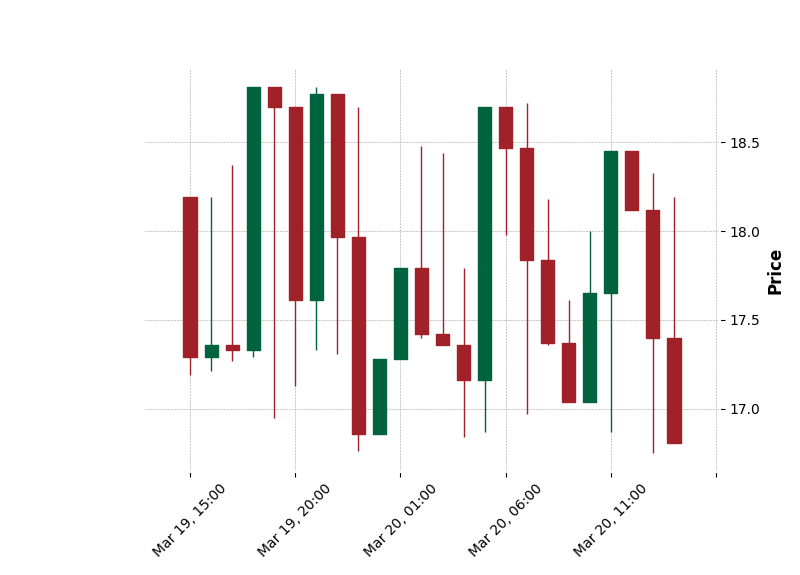 18.5
18.0
17.5
17.0
Price
Mar 19, 15:00
Mar 19, 20:00
Mar 20, 01:00
Mar 20, 06:00
Mar 20, 11:00